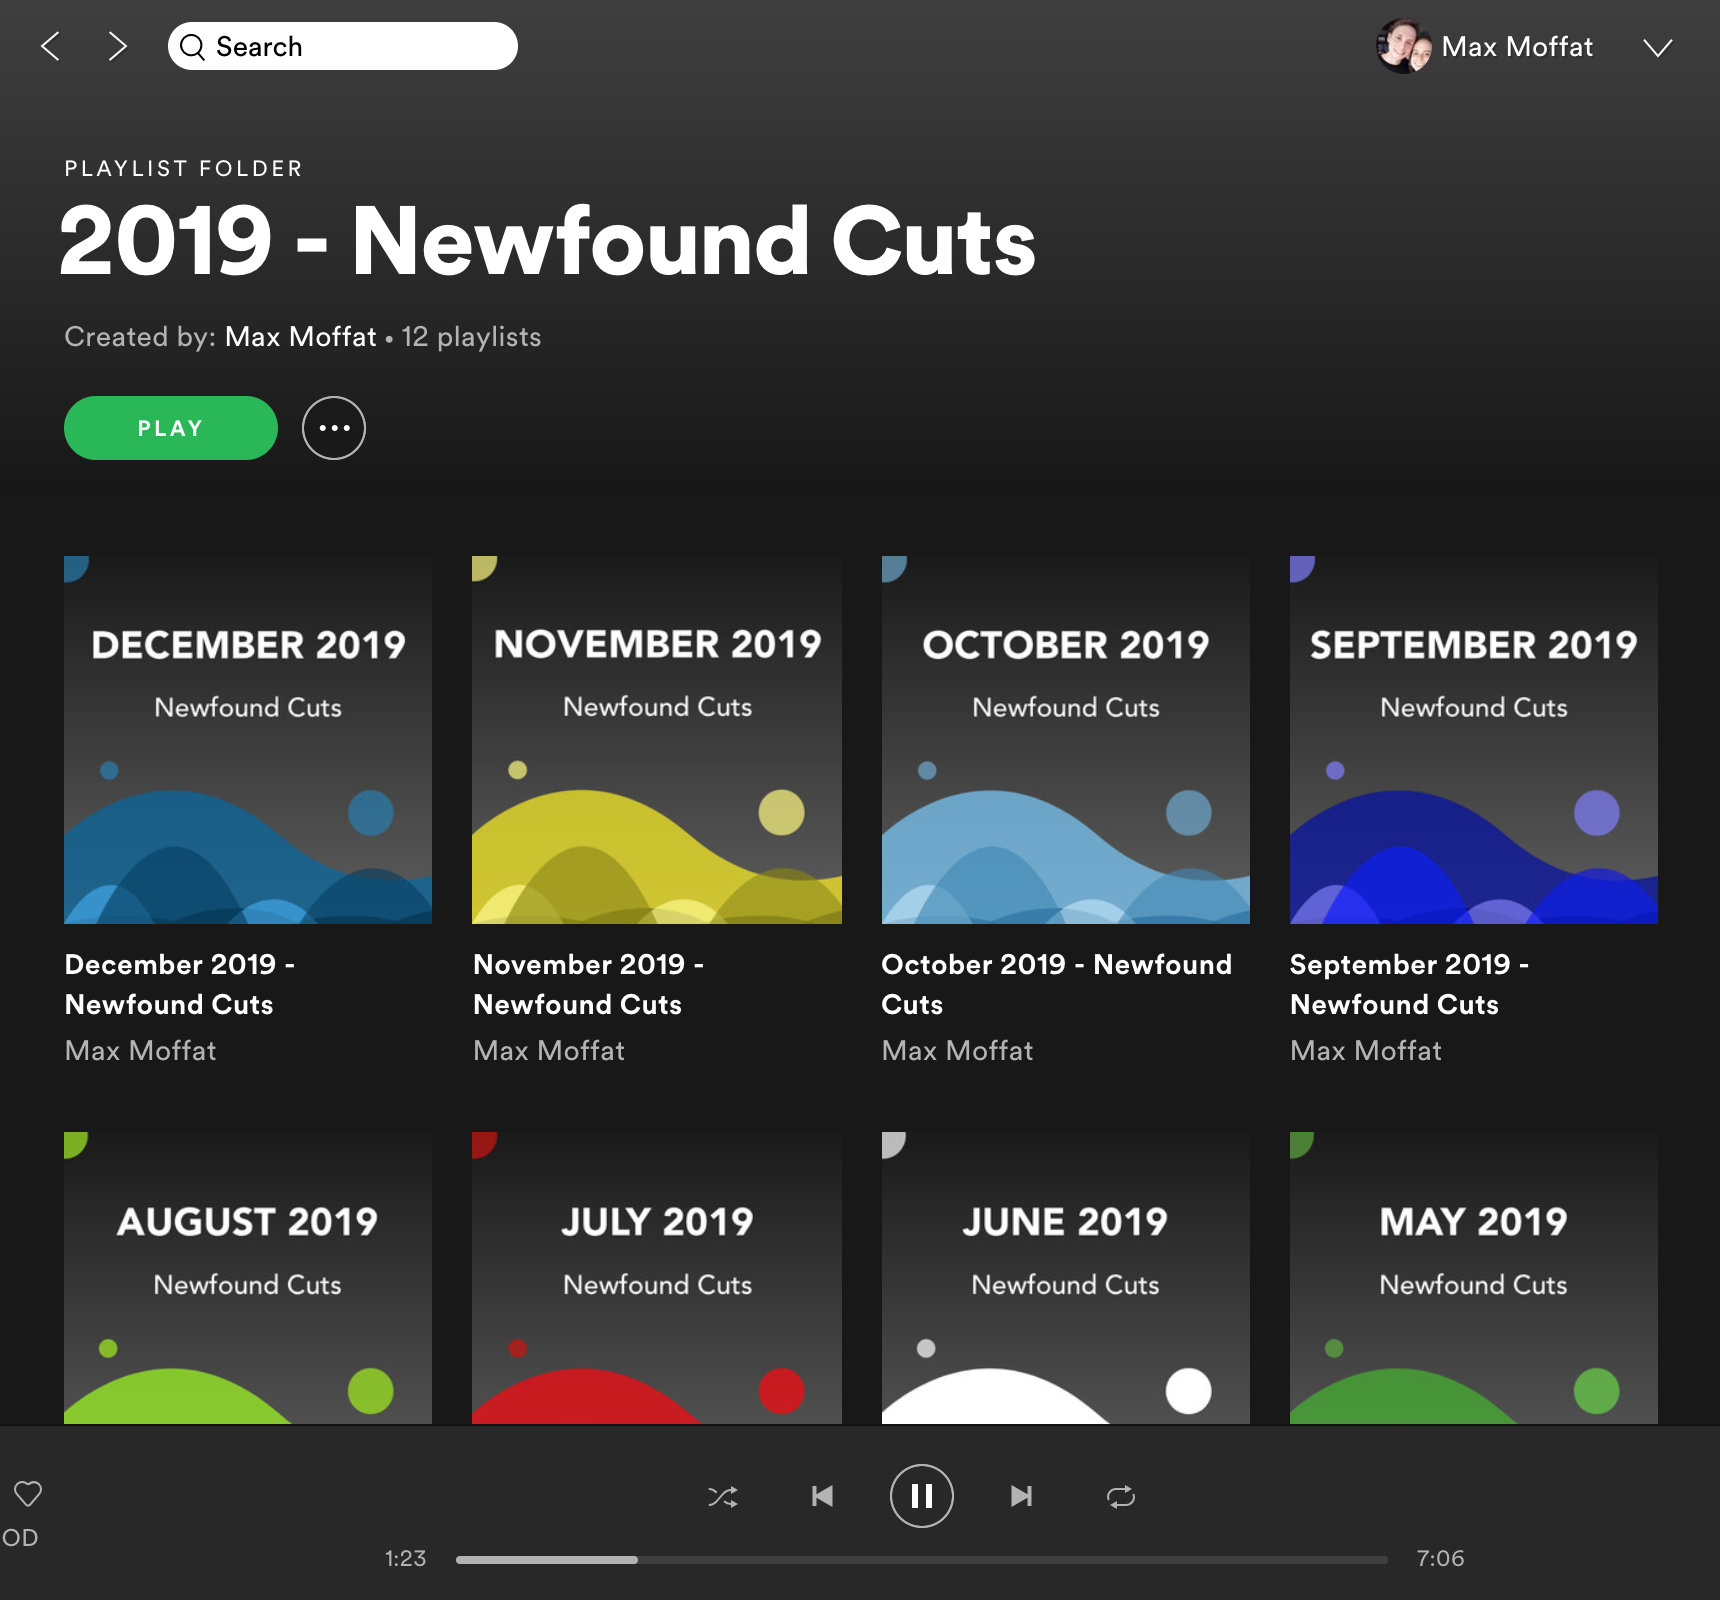 Search
Max Moffat
PLAYLIST FOLDER
2019 - Newfound Cuts
Created by: Max Moffat • 12 playlists
PLAY
DECEMBER 2019
Newfound Cuts
NOVEMBER 2019
Newfound Cuts
OCTOBER 2019
Newfound Cuts
SEPTEMBER 2019
Newfound Cuts
December 2019 -
Newfound Cuts
Max Moffat
November 2019 -
Newfound Cuts
Max Moffat
October 2019 - Newfound
Cuts
Max Moffat
September 2019 -
Newfound Cuts
Max Moffat
AUGUST 2019
Newfound Cuts
JULY 2019
Newfound Cuts
JUNE 2019
Newfound Cuts
MAY 2019
Newfound Cuts
OD
1:23
7:06